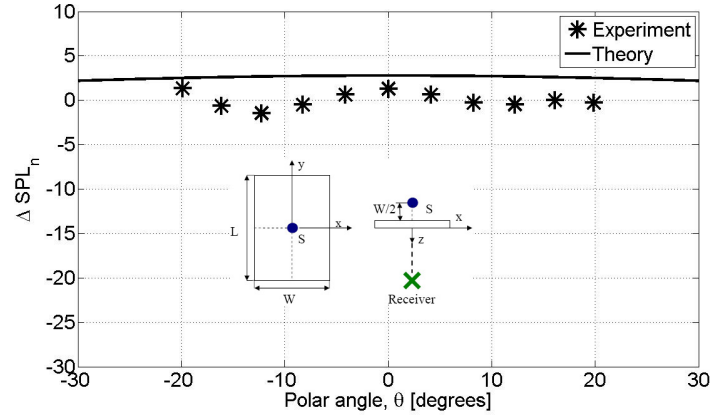 10
5
0
-5
-10
-15
-20
-25
-30
Δ SPLₙ
Experiment
Theory
y
x
S
L
W
W/2
S
x
z
Receiver
-30 -20 -10 0 10 20 30
Polar angle, θ [degrees]